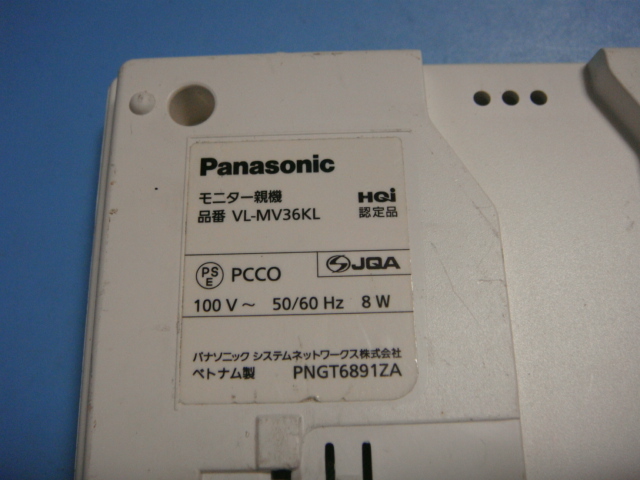 Panasonic
モニター親機 HQi
品番 VL-MV36KL 認定品
PSE PCCO JQA
100 V～ 50/60 Hz 8 W
パナソニック システムネットワークス株式会社
ベトナム製 PNGT6891ZA